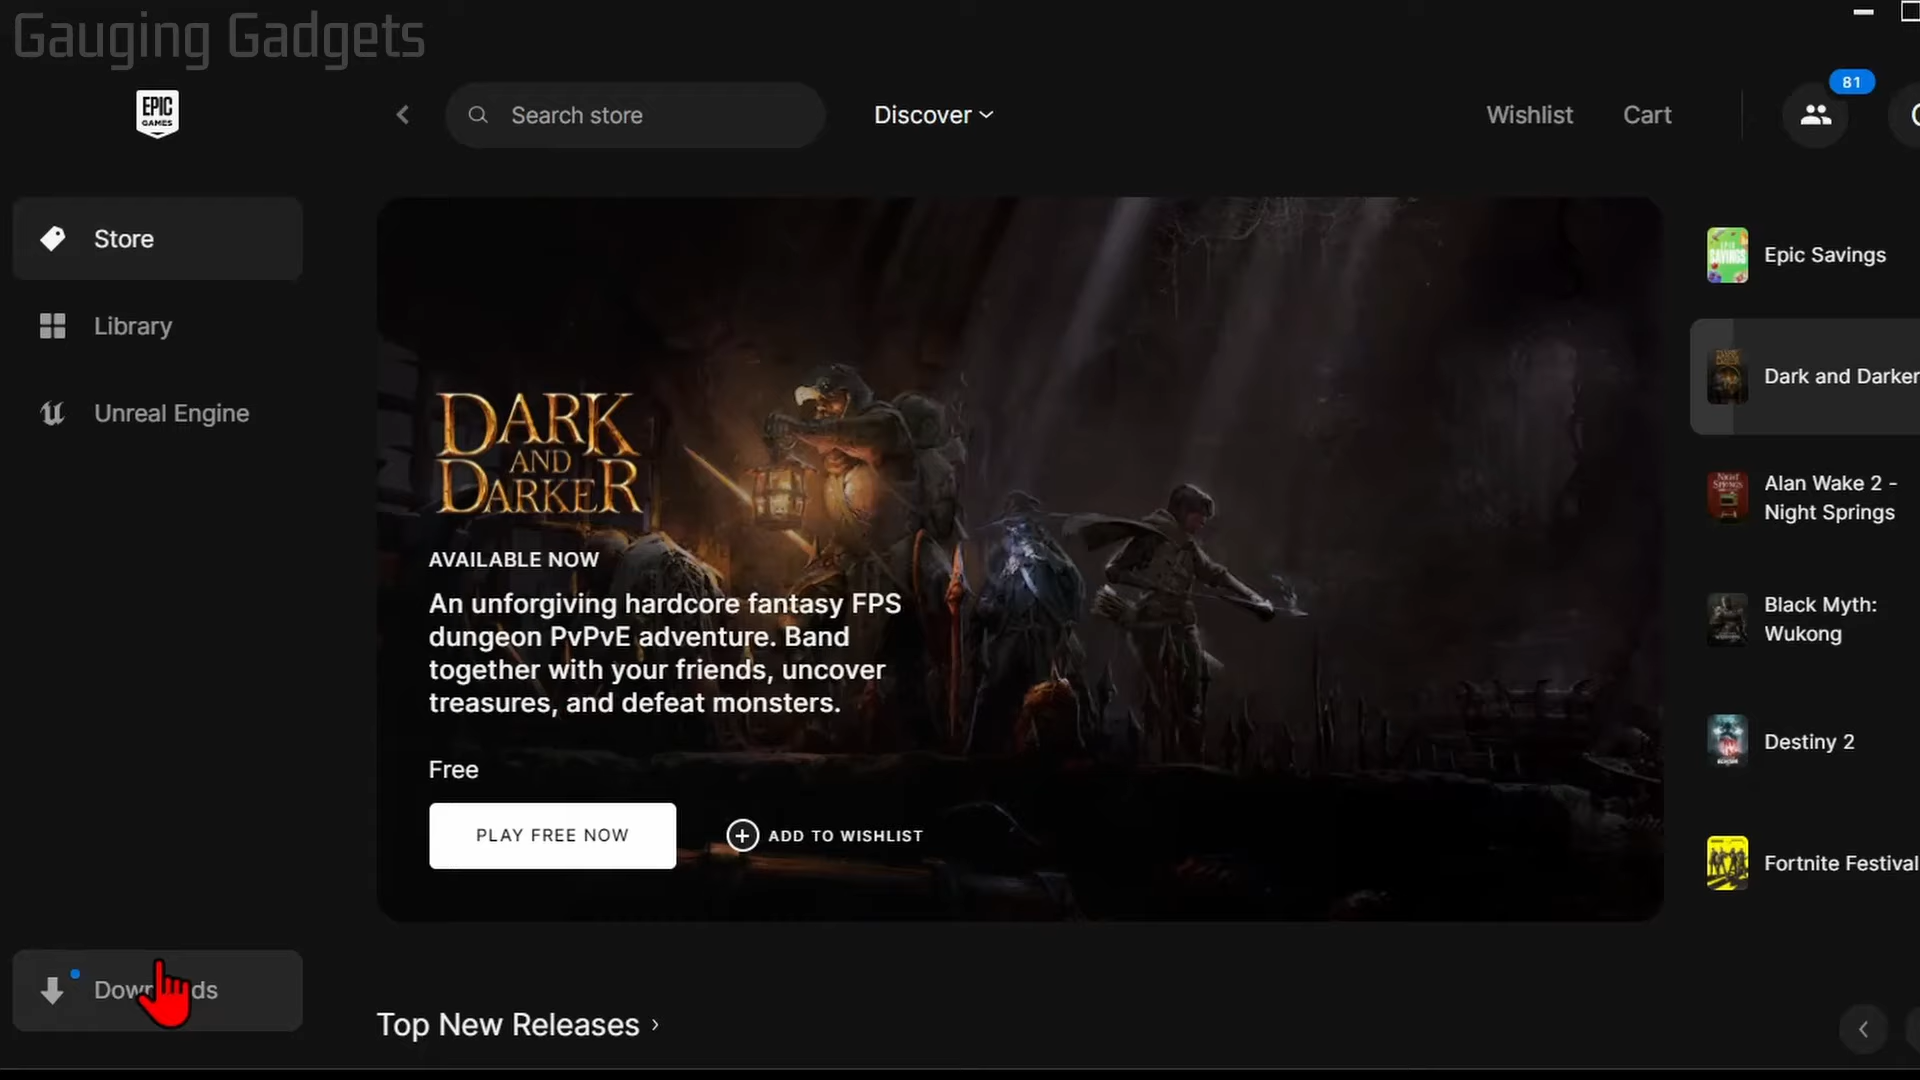 Gauging Gadgets
81
EPIC
GAMES
Search store
Discover
Wishlist
Cart
Store
Library
Unreal Engine
DARK
AND
DARKER
AVAILABLE NOW
An unforgiving hardcore fantasy FPS
dungeon PvPvE adventure. Band
together with your friends, uncover
treasures, and defeat monsters.
Free
PLAY FREE NOW
ADD TO WISHLIST
Epic Savings
Dark and Darker
Alan Wake 2 -
Night Springs
Black Myth:
Wukong
Destiny 2
Fortnite Festival
Downloads
Top New Releases